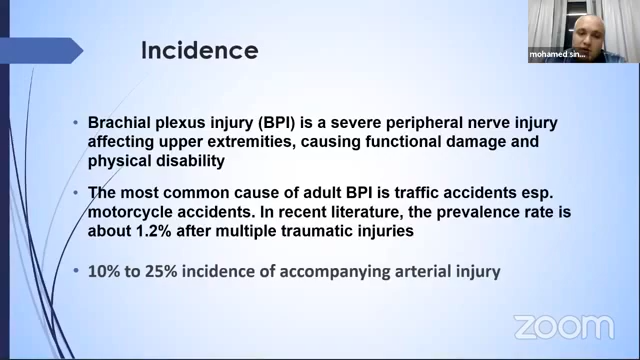 Incidence
mohamed sin...
• Brachial plexus injury (BPI) is a severe peripheral nerve injury
affecting upper extremities, causing functional damage and
physical disability
• The most common cause of adult BPI is traffic accidents esp.
motorcycle accidents. In recent literature, the prevalence rate is
about 1.2% after multiple traumatic injuries
• 10% to 25% incidence of accompanying arterial injury
zoom